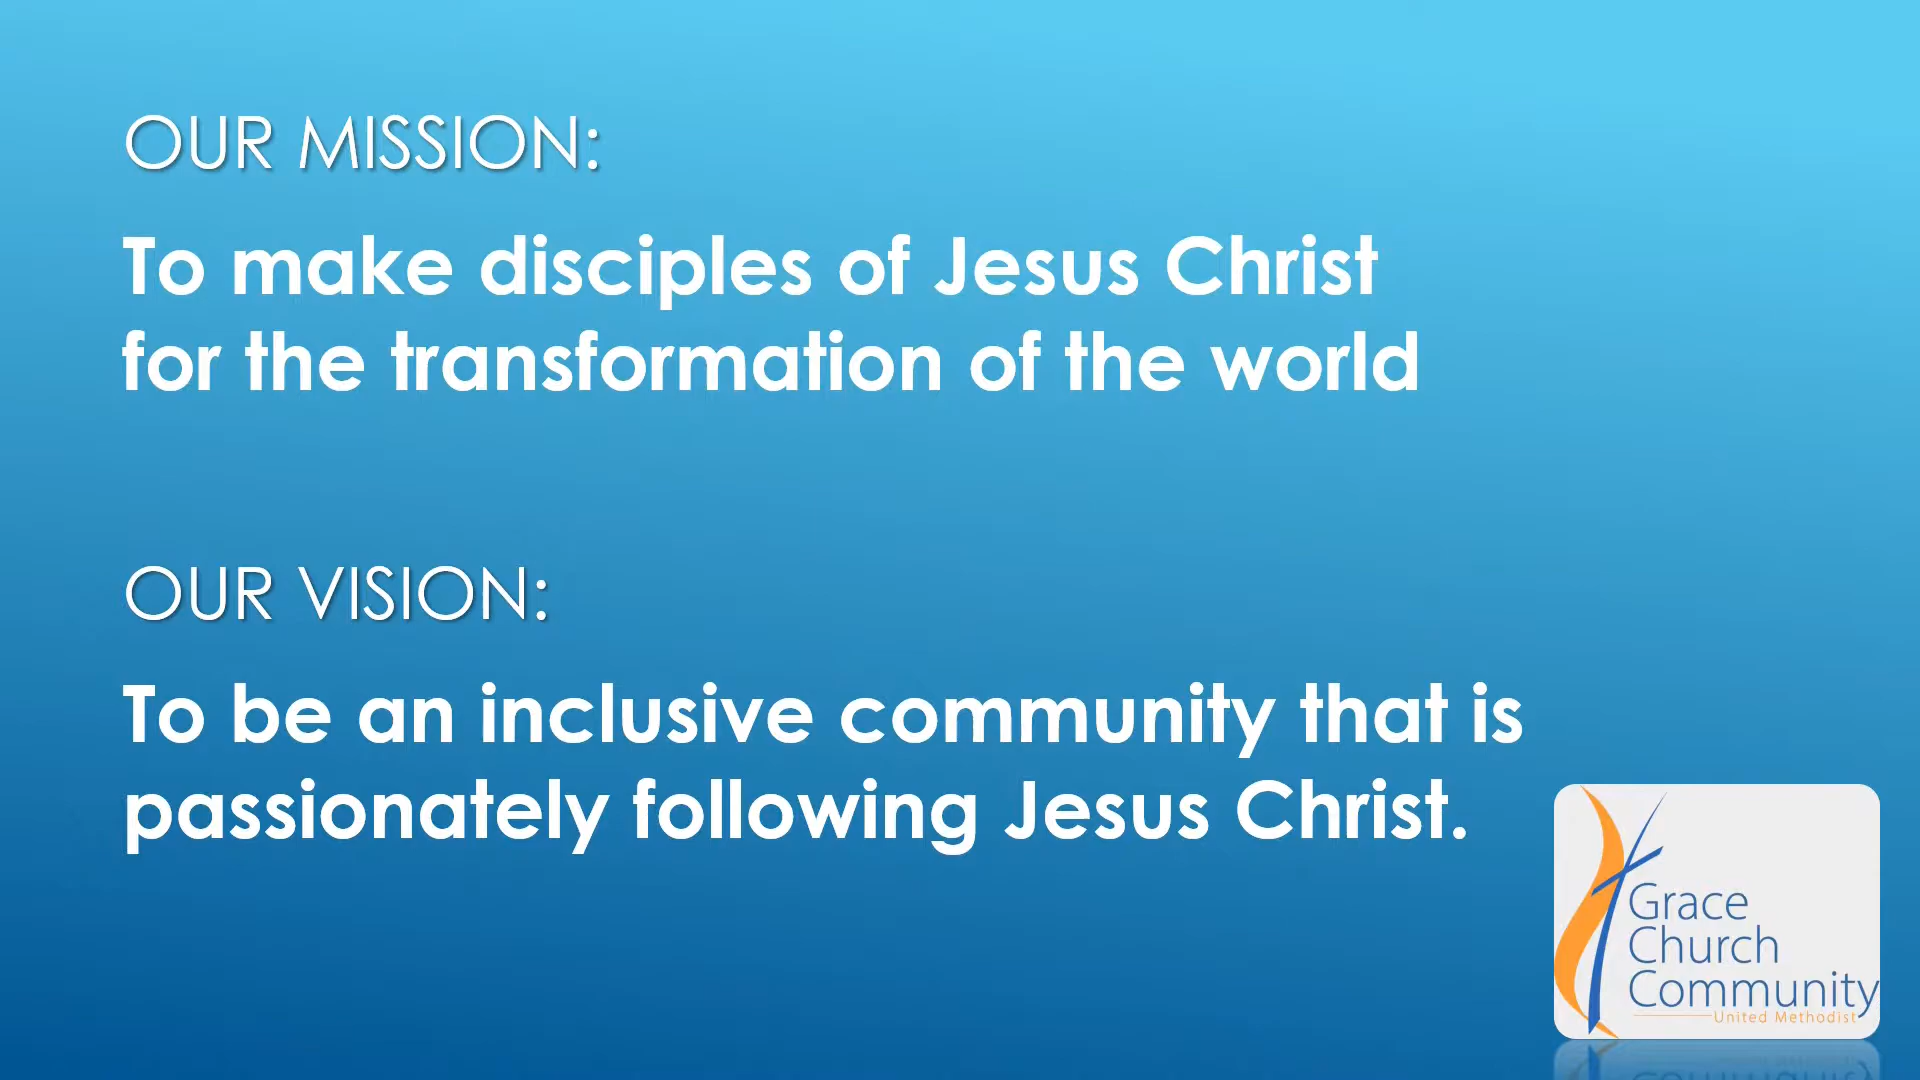 OUR MISSION:
To make disciples of Jesus Christ
for the transformation of the world
OUR VISION:
To be an inclusive community that is
passionately following Jesus Christ.
Grace
Church
Community
United Methodist